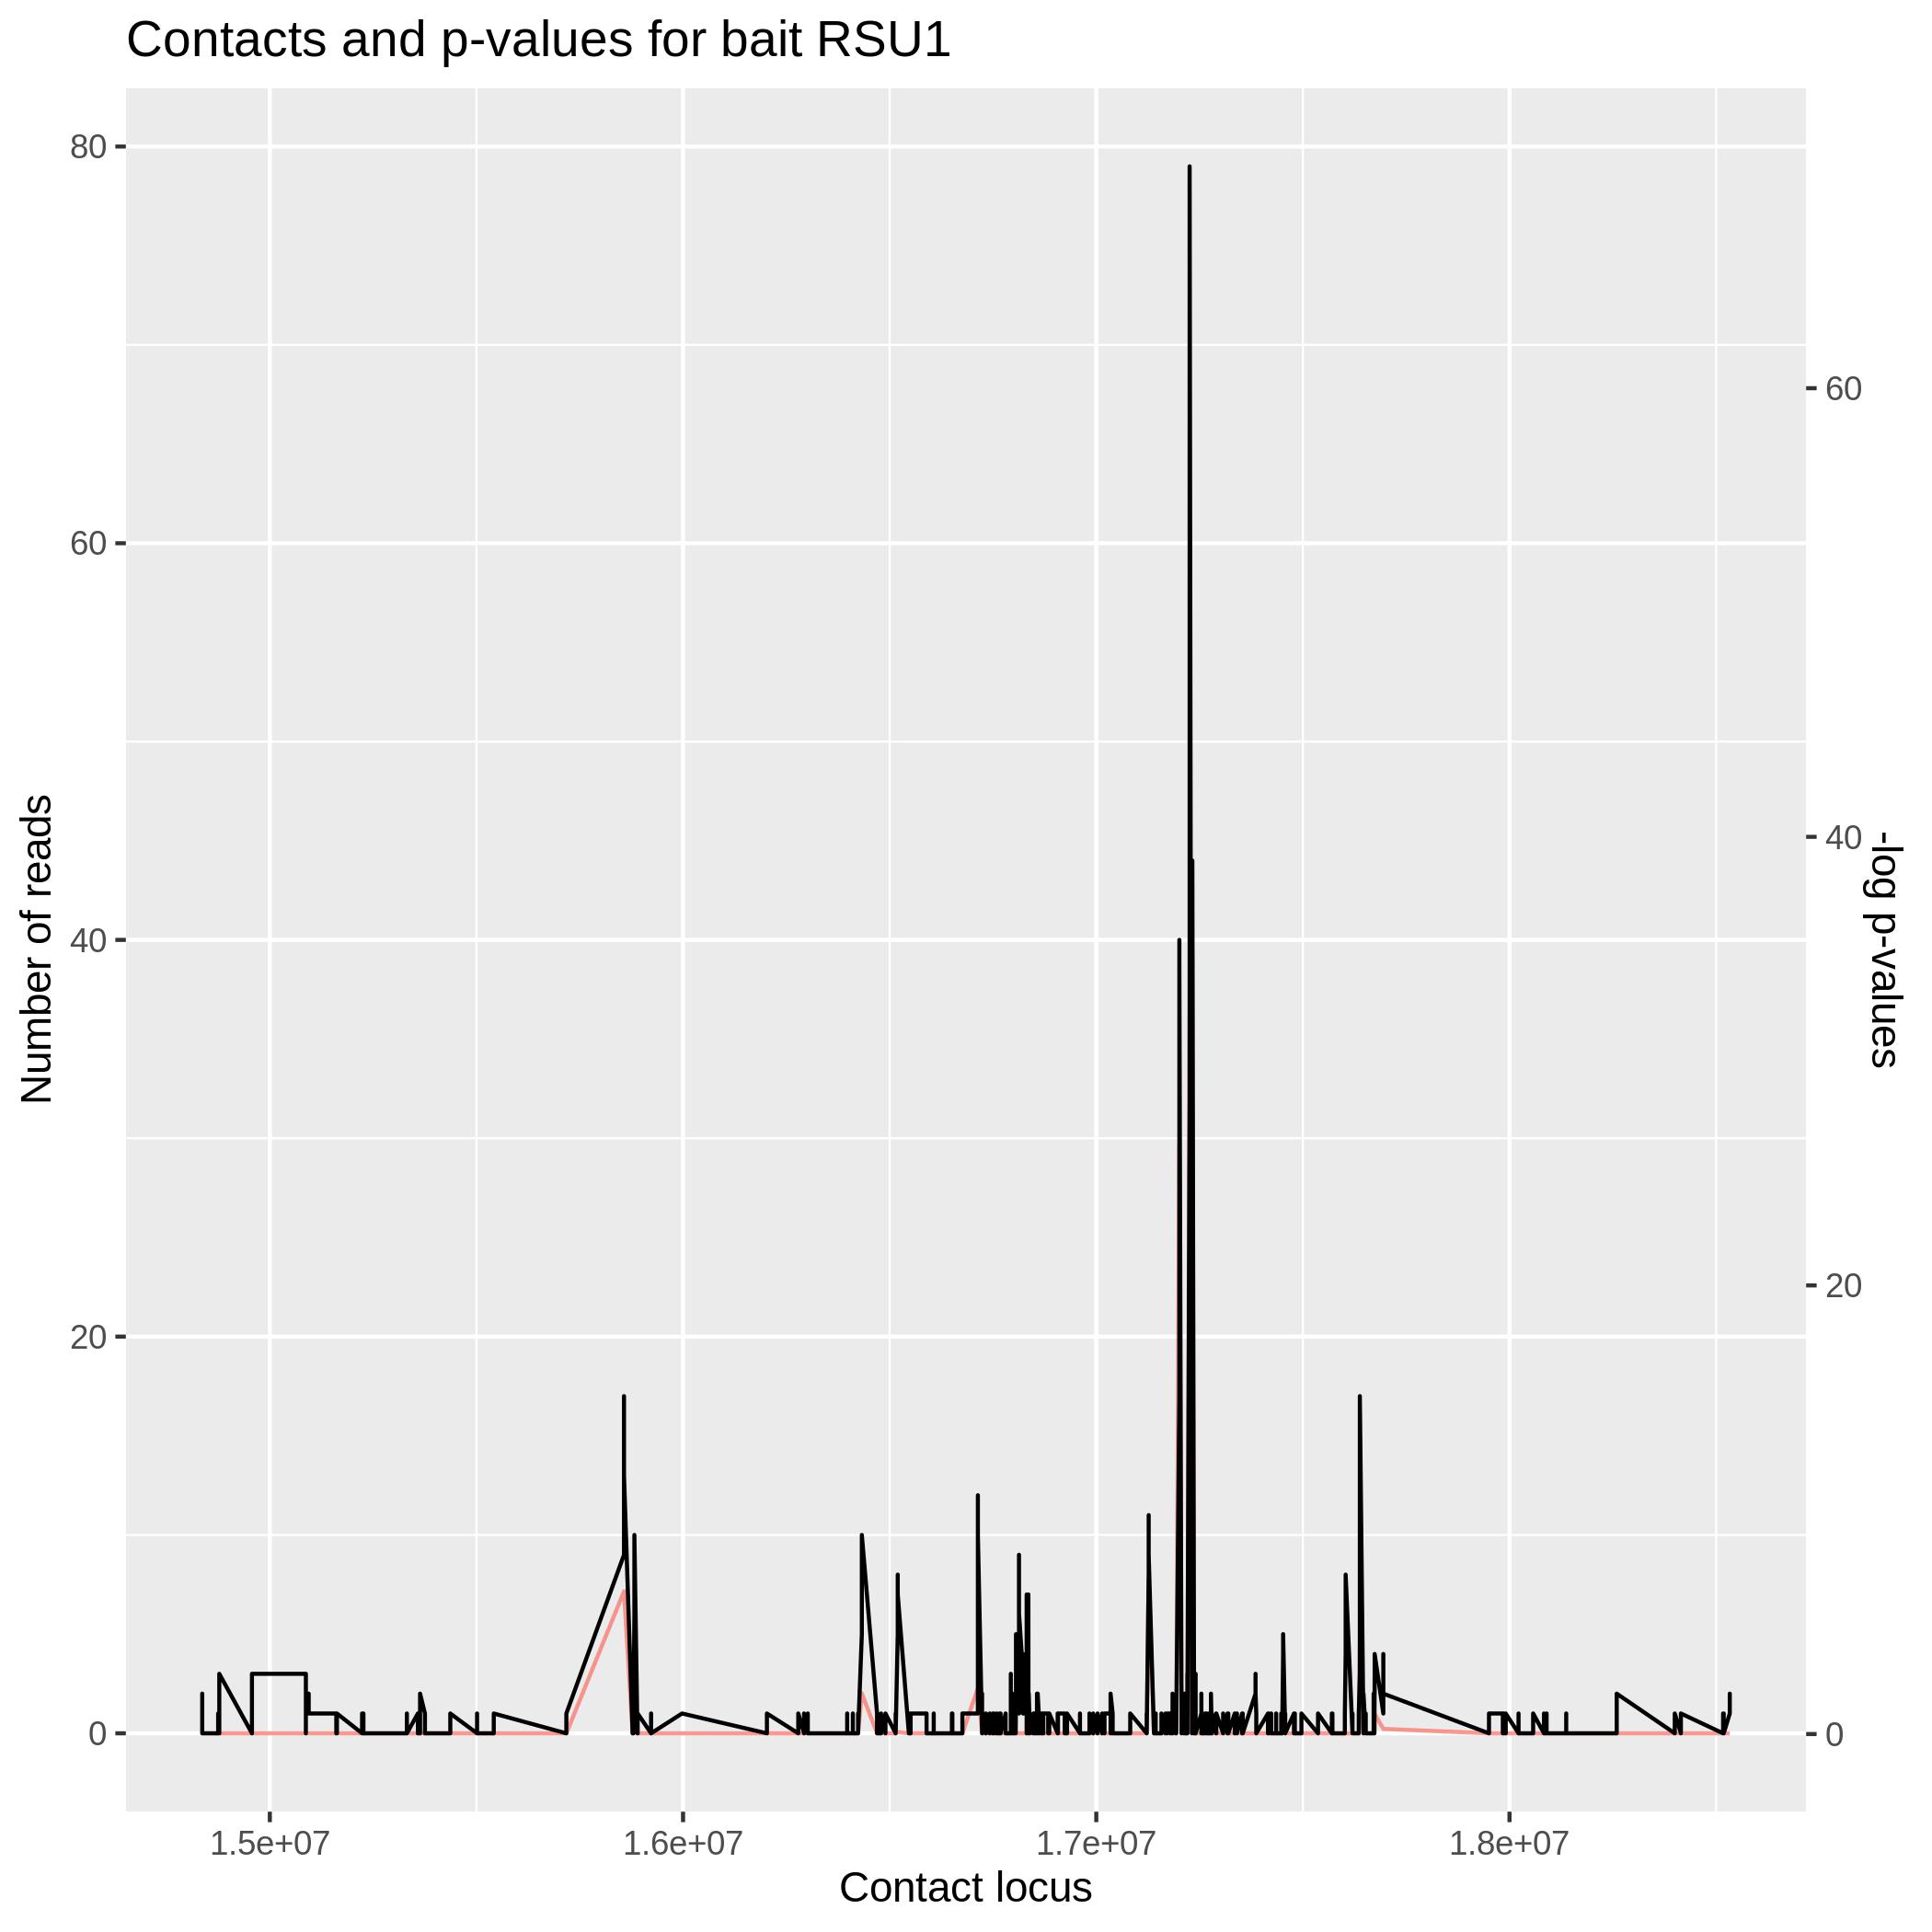 Contacts and p-values for bait RSU1
80
60
40
20
0
Number of reads
60
40
20
0
-log p-values
1.5e+07
1.6e+07
1.7e+07
1.8e+07
Contact locus